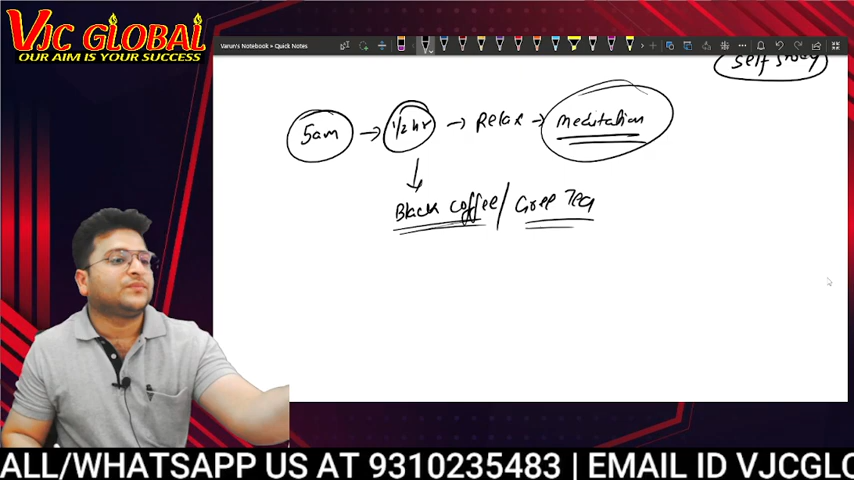 VJC GLOBAL
OUR AIM IS YOUR SUCCESS
Varun's Notebook > Quick Notes
Self Study
5am → 1/2 hr → Relax → meditation
Black coffee / Gree Tea
ALL/WHATSAPP US AT 9310235483 | EMAIL ID VJCGLO